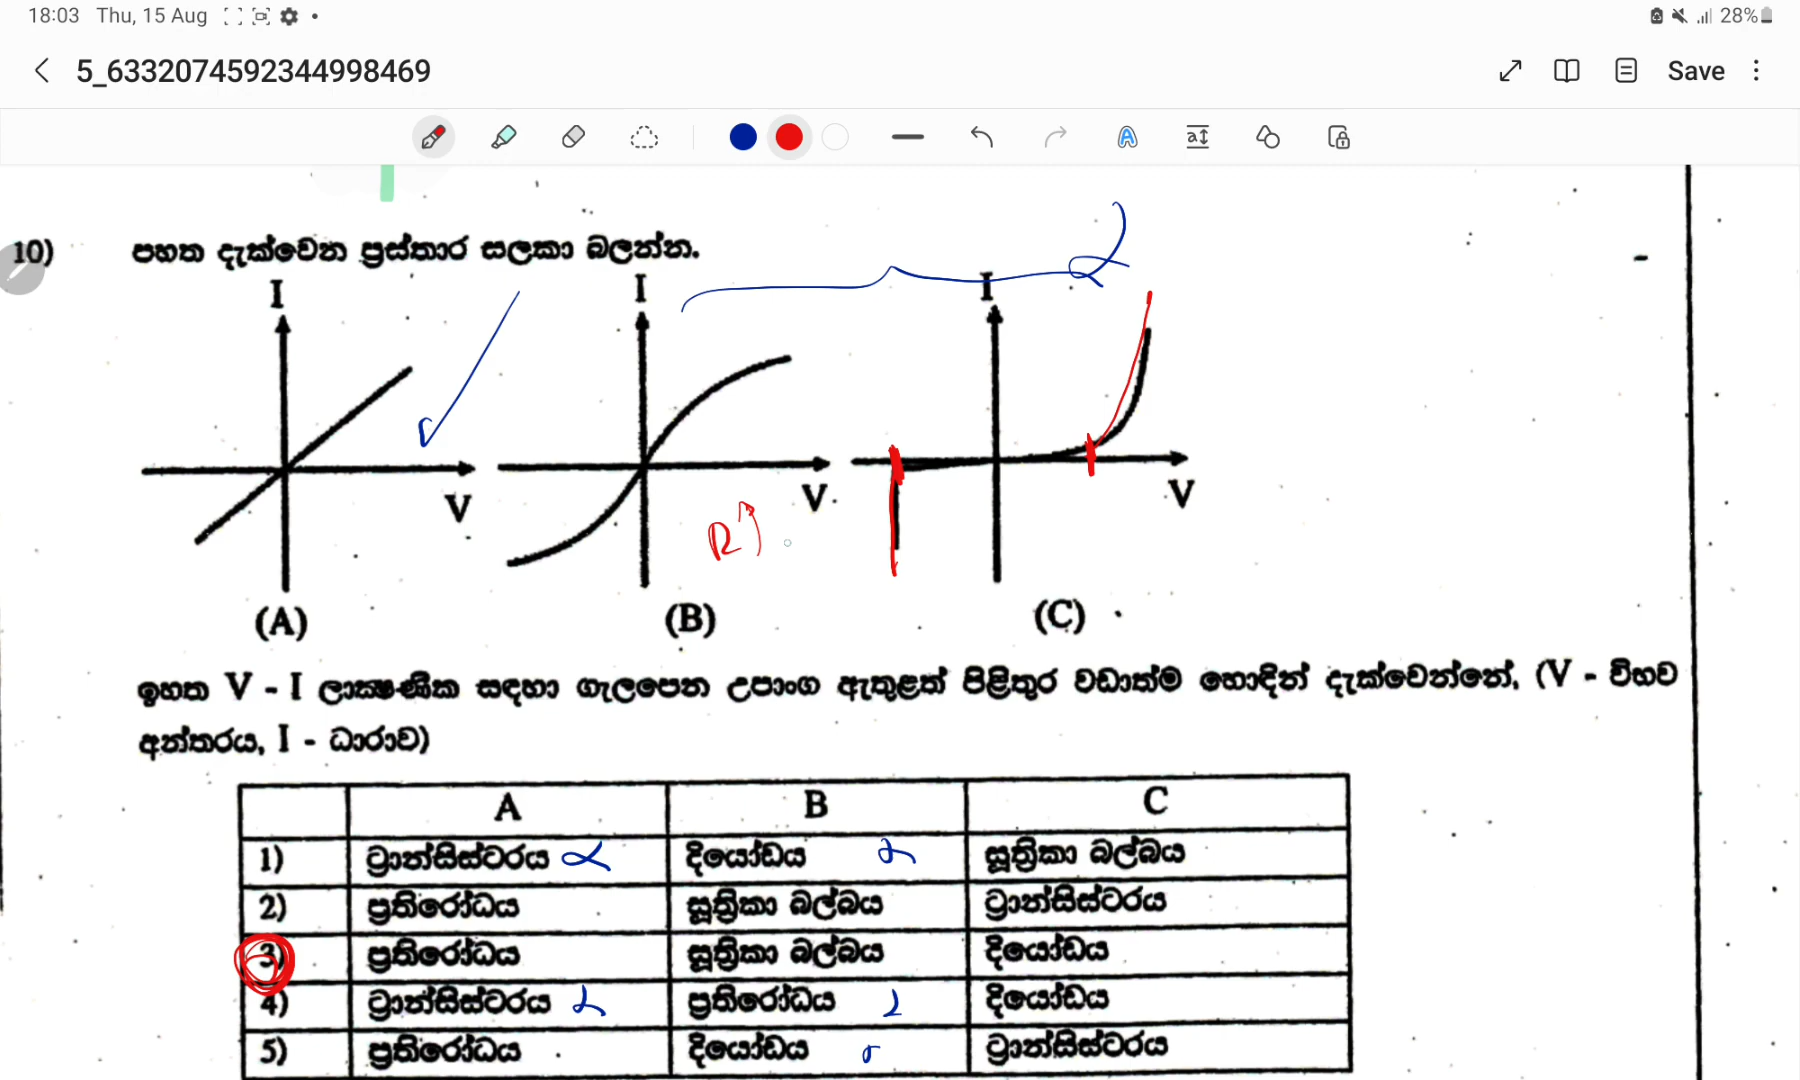 18:03 Thu, 15 Aug
28%
5_6332074592344998469
Save
10) පහත දැක්වෙන ප්‍රස්තාර සලකා බලන්න.
I I I
V V V
R↑
(A) (B) (C)
ඉහත V - I ලාක්ෂණික සඳහා ගැලපෙන උපාංග ඇතුළත් පිළිතුර වඩාත්ම හොඳින් දැක්වෙන්නේ, (V - විභව
අන්තරය, I - ධාරාව)
A B C
1) ට්‍රාන්සිස්ටරය දියෝඩය සූත්‍රිකා බල්බය
2) ප්‍රතිරෝධය සූත්‍රිකා බල්බය ට්‍රාන්සිස්ටරය
3) ප්‍රතිරෝධය සූත්‍රිකා බල්බය දියෝඩය
4) ට්‍රාන්සිස්ටරය ප්‍රතිරෝධය දියෝඩය
5) ප්‍රතිරෝධය දියෝඩය ට්‍රාන්සිස්ටරය